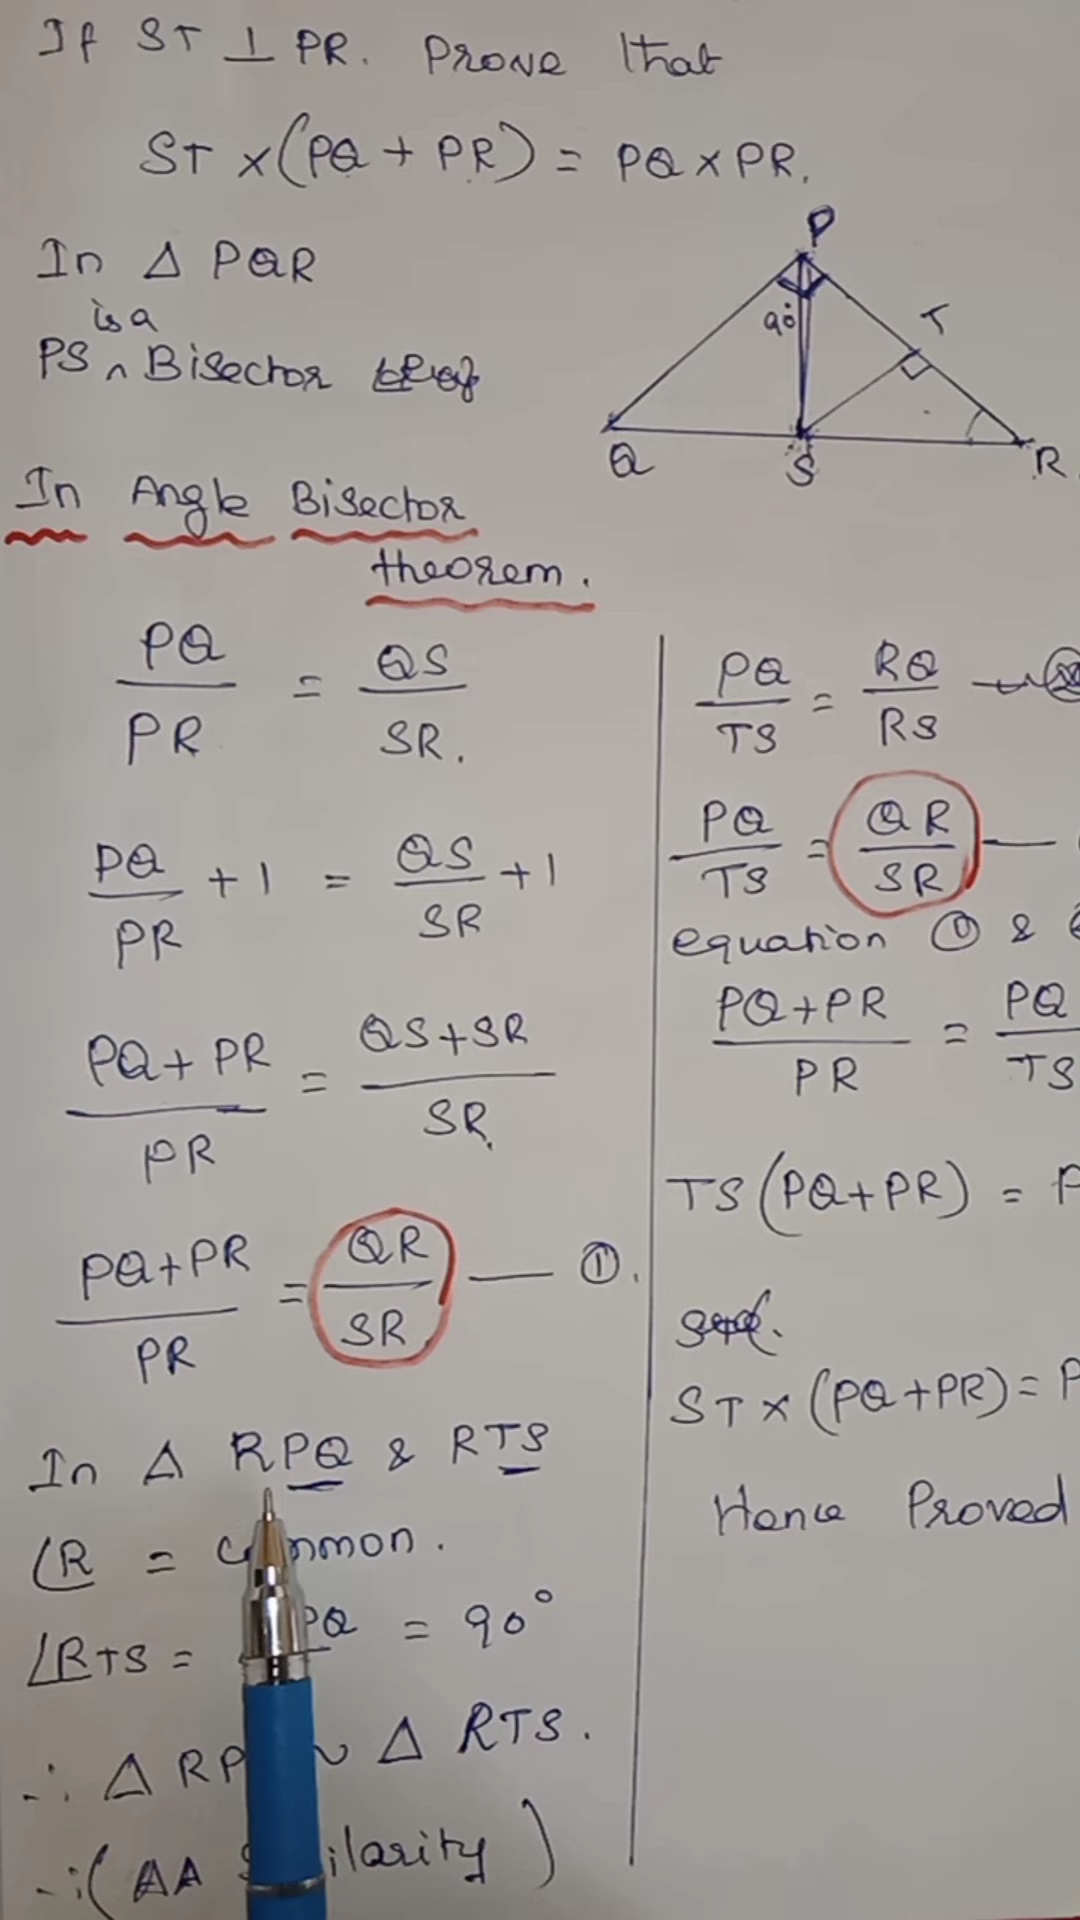 If ST ⊥ PR. Prove that
ST × (PQ + PR) = PQ × PR.
In Δ PQR
is a
PS ^ Bisector
P
90°
T
Q
S
R
In Angle Bisector
theorem.
PQ/PR = QS/SR.
PQ/PR + 1 = QS/SR + 1
PQ + PR/PR = QS + SR/SR.
PQ + PR/PR = QR/SR — ①.
In Δ RPQ & RTS
∠R = common.
∠RTS = PQ = 90°
∴ Δ RP ~ Δ RTS.
∴ (AA ilarity)
PQ/TS = RQ/RS —
PQ/TS = QR/SR —
equation ① &
PQ + PR/PR = PQ/TS
TS (PQ + PR) = P
ST × (PQ + PR) = P
Hence Proved